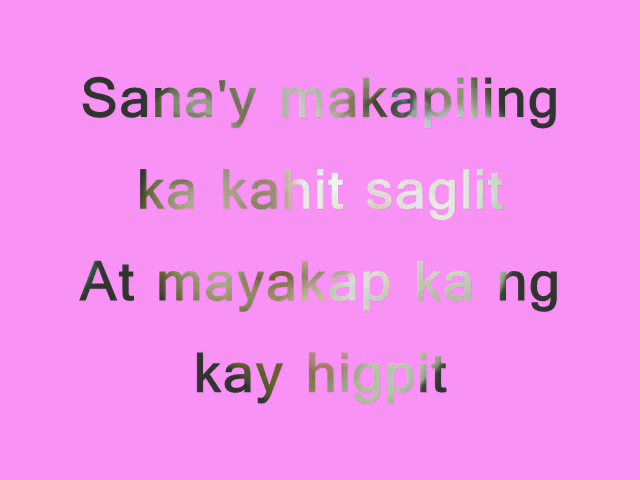 Sana'y makapiling
ka kahit saglit
At mayakap ka ng
kay higpit